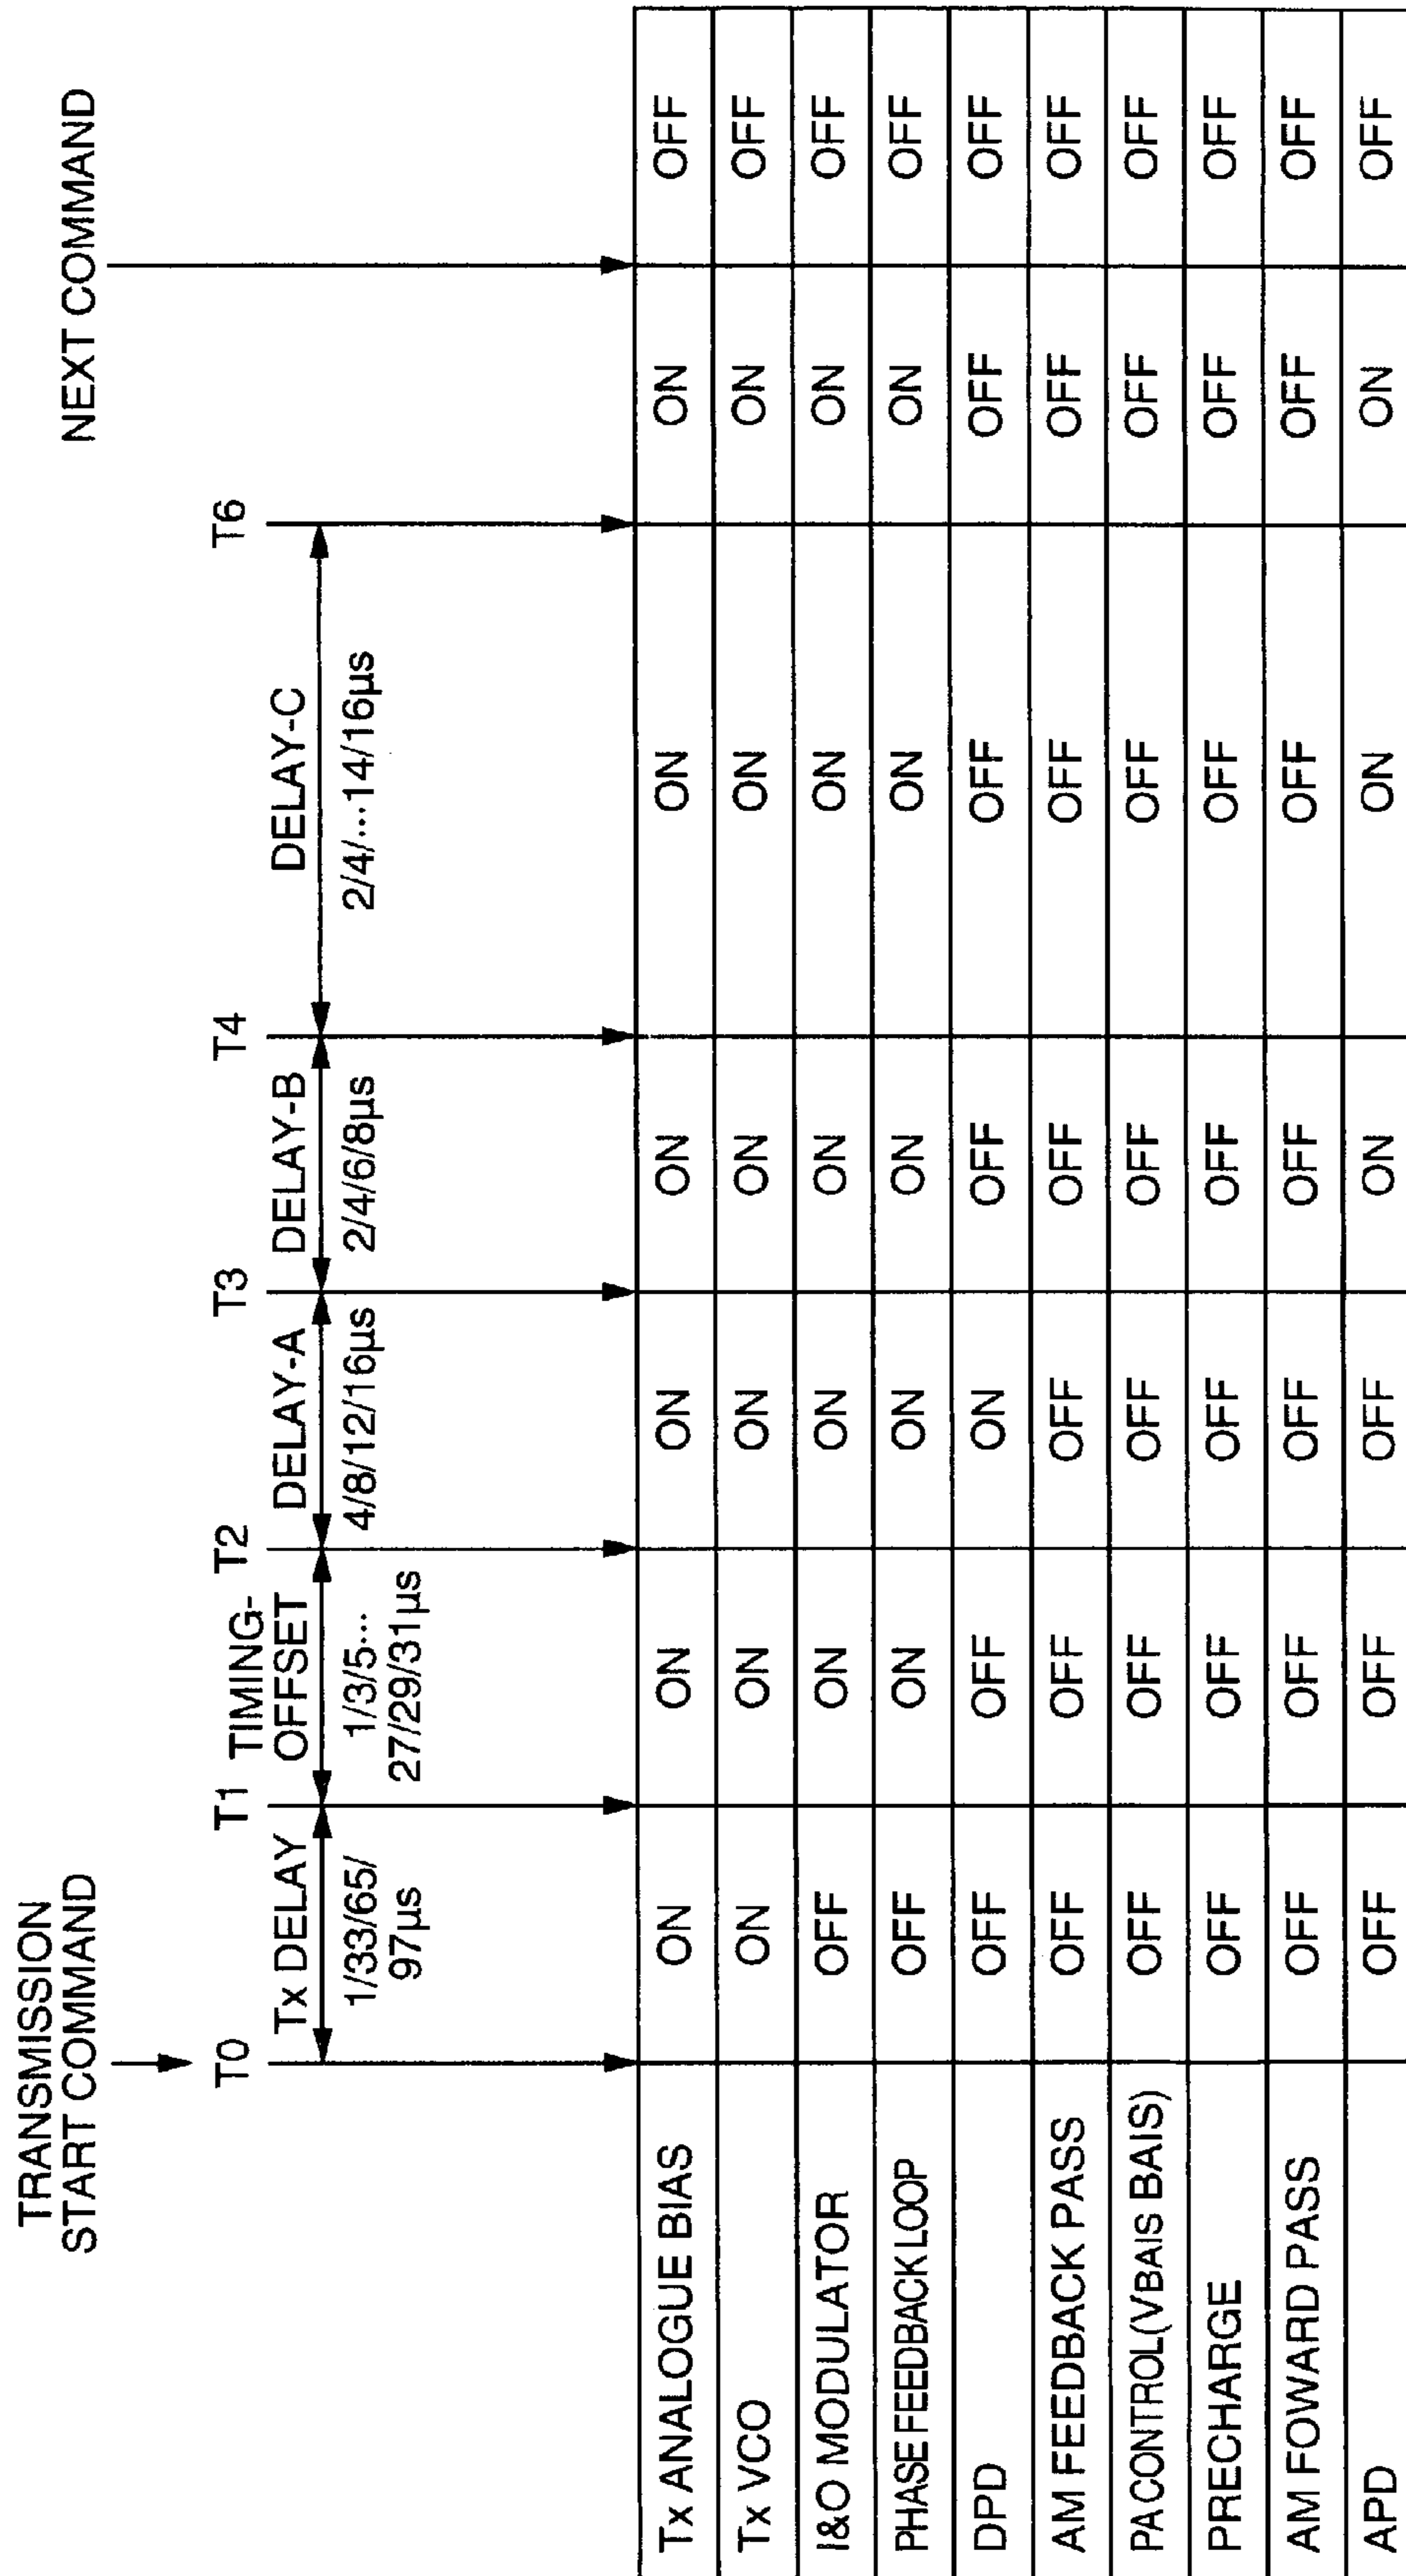 TRANSMISSION
START COMMAND
NEXT COMMAND
T0
T1
T2
T3
T4
T6
Tx DELAY
1/33/65/
97μs
TIMING-
OFFSET
1/3/5…
27/29/31μs
DELAY-A
4/8/12/16μs
DELAY-B
2/4/6/8μs
DELAY-C
2/4/…14/16μs
Tx ANALOGUE BIAS ON ON ON ON ON ON OFF
Tx VCO ON ON ON ON ON ON OFF
I&O MODULATOR OFF ON ON ON ON ON OFF
PHASE FEEDBACK LOOP OFF ON ON ON ON ON OFF
DPD OFF OFF ON OFF OFF OFF OFF
AM FEEDBACK PASS OFF OFF OFF OFF OFF OFF OFF
PA CONTROL(VBAIS BAIS) OFF OFF OFF OFF OFF OFF OFF
PRECHARGE OFF OFF OFF OFF OFF OFF OFF
AM FOWARD PASS OFF OFF OFF OFF OFF OFF OFF
APD OFF OFF OFF ON ON ON OFF